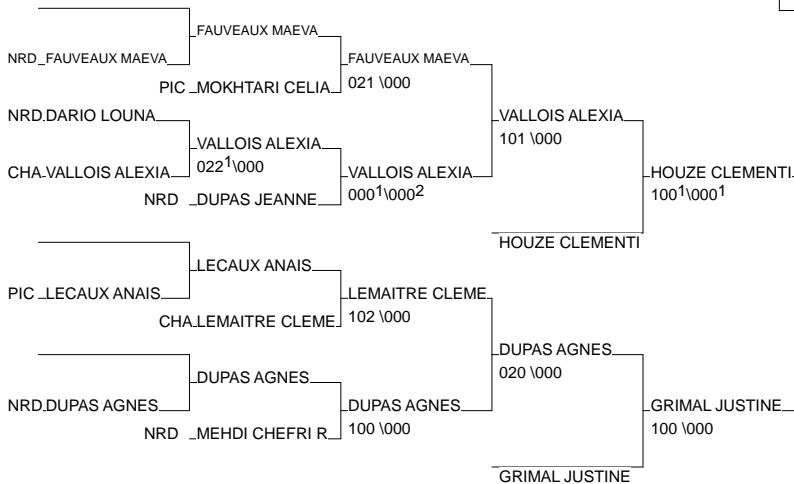 FAUVEAUX MAEVA
NRD FAUVEAUX MAEVA FAUVEAUX MAEVA
PIC MOKHTARI CELIA 021 \000
NRD DARIO LOUNA VALLOIS ALEXIA
101 \000
VALLOIS ALEXIA
022¹\000
CHA VALLOIS ALEXIA VALLOIS ALEXIA HOUZE CLEMENTI
000¹\000² 100¹\000¹
NRD DUPAS JEANNE
HOUZE CLEMENTI
LECAUX ANAIS
PIC LECAUX ANAIS LEMAITRE CLEME
CHA LEMAITRE CLEME 102 \000
DUPAS AGNES
020 \000
DUPAS AGNES
NRD DUPAS AGNES DUPAS AGNES GRIMAL JUSTINE
100 \000 100 \000
NRD MEHDI CHEFRI R
GRIMAL JUSTINE